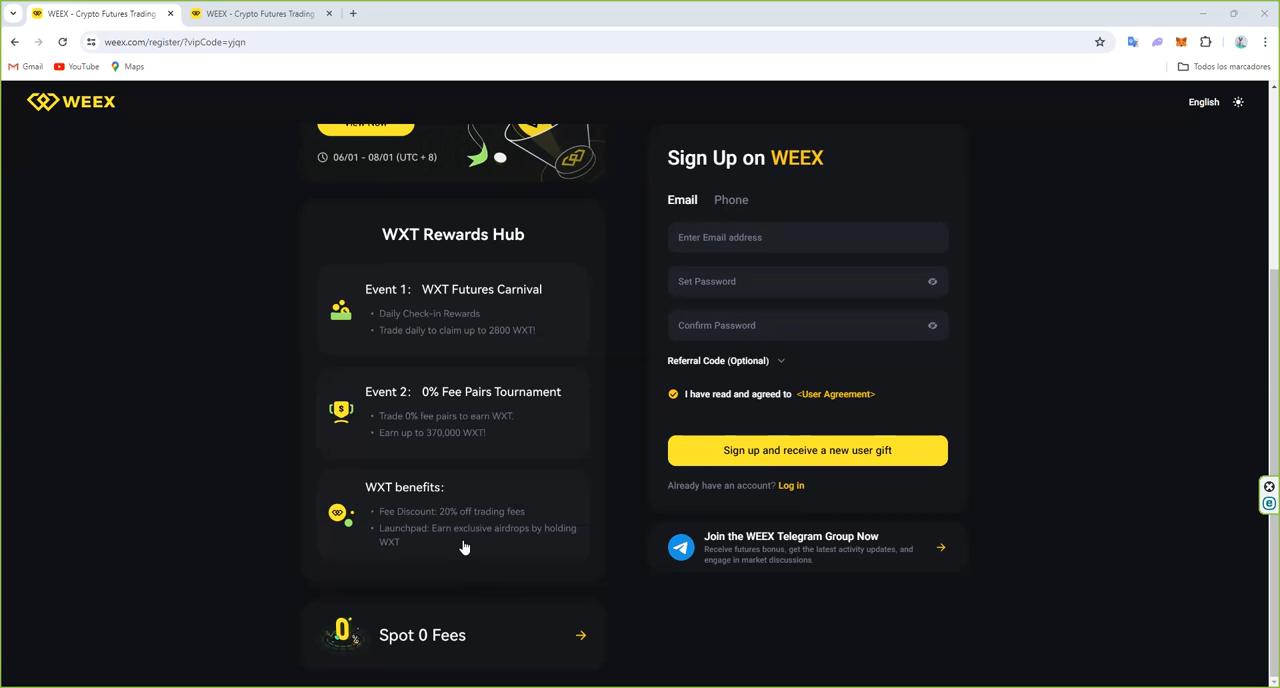 WEEX - Crypto Futures Trading
WEEX - Crypto Futures Trading
weex.com/register/?vipCode=yjqn
Gmail
YouTube
Maps
Todos los marcadores
WEEX
English
View Now
06/01 - 08/01 (UTC + 8)
WXT Rewards Hub
Event 1: WXT Futures Carnival
• Daily Check-in Rewards
• Trade daily to claim up to 2800 WXT!
Event 2: 0% Fee Pairs Tournament
• Trade 0% fee pairs to earn WXT.
• Earn up to 370,000 WXT!
WXT benefits:
• Fee Discount: 20% off trading fees
• Launchpad: Earn exclusive airdrops by holding
WXT
Spot 0 Fees
Sign Up on WEEX
Email
Phone
Enter Email address
Set Password
Confirm Password
Referral Code (Optional)
I have read and agreed to <User Agreement>
Sign up and receive a new user gift
Already have an account? Log in
Join the WEEX Telegram Group Now
Receive futures bonus, get the latest activity updates, and
engage in market discussions.